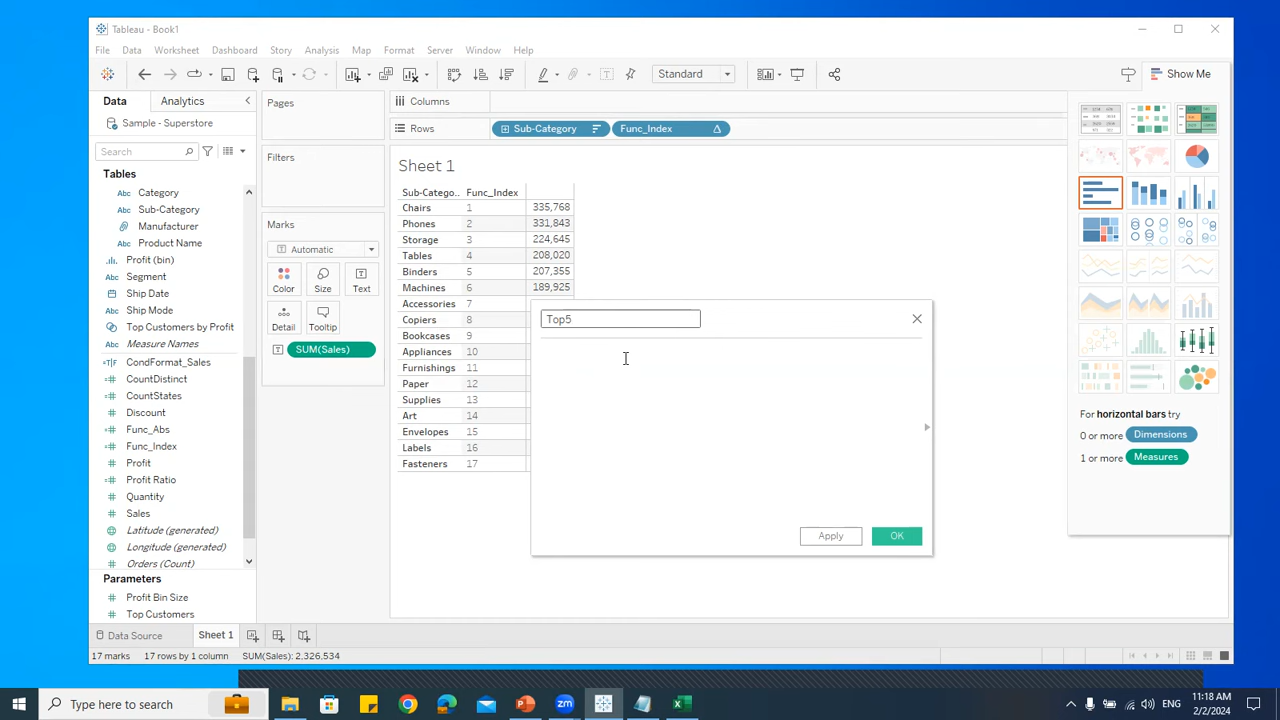 Tableau - Book1
File Data Worksheet Dashboard Story Analysis Map Format Server Window Help
Standard
Show Me
Data Analytics
Sample - Superstore
Search
Tables
Abc Category
Abc Sub-Category
Abc Manufacturer
Abc Product Name
Profit (bin)
Abc Segment
Ship Date
Abc Ship Mode
Top Customers by Profit
Abc Measure Names
CondFormat_Sales
CountDistinct
CountStates
Discount
Func_Abs
Func_Index
Profit
Profit Ratio
Quantity
Sales
Latitude (generated)
Longitude (generated)
Orders (Count)
Parameters
Profit Bin Size
Top Customers
Pages
Filters
Marks
Automatic
Color Size Text
Detail Tooltip
SUM(Sales)
Columns
Rows Sub-Category Func_Index
Sheet 1
Sub-Catego.. Func_Index
Chairs 1 335,768
Phones 2 331,843
Storage 3 224,645
Tables 4 208,020
Binders 5 207,355
Machines 6 189,925
Accessories 7
Copiers 8
Bookcases 9
Appliances 10
Furnishings 11
Paper 12
Supplies 13
Art 14
Envelopes 15
Labels 16
Fasteners 17
Top5
Apply OK
For horizontal bars try
0 or more Dimensions
1 or more Measures
Data Source Sheet 1
17 marks 17 rows by 1 column SUM(Sales): 2,326,534
Type here to search
ENG
11:18 AM
2/2/2024